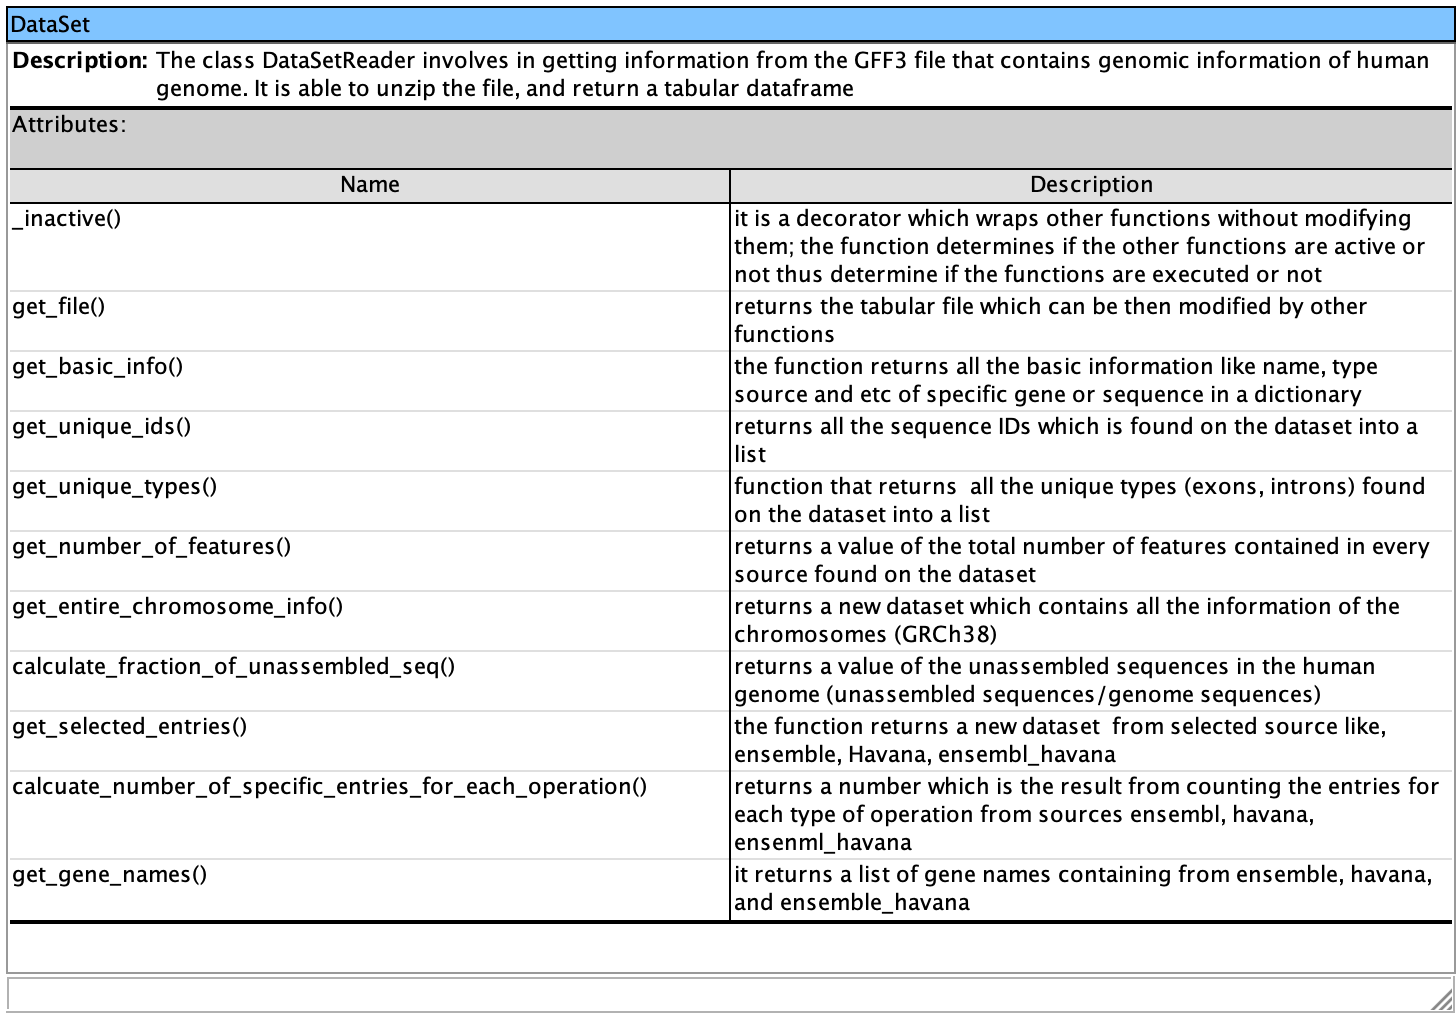 DataSet
Description: The class DataSetReader involves in getting information from the GFF3 file that contains genomic information of human
genome. It is able to unzip the file, and return a tabular dataframe
Attributes:
Name
Description
_inactive()
it is a decorator which wraps other functions without modifying
them; the function determines if the other functions are active or
not thus determine if the functions are executed or not
get_file()
returns the tabular file which can be then modified by other
functions
get_basic_info()
the function returns all the basic information like name, type
source and etc of specific gene or sequence in a dictionary
get_unique_ids()
returns all the sequence IDs which is found on the dataset into a
list
get_unique_types()
function that returns  all the unique types (exons, introns) found
on the dataset into a list
get_number_of_features()
returns a value of the total number of features contained in every
source found on the dataset
get_entire_chromosome_info()
returns a new dataset which contains all the information of the
chromosomes (GRCh38)
calculate_fraction_of_unassembled_seq()
returns a value of the unassembled sequences in the human
genome (unassembled sequences/genome sequences)
get_selected_entries()
the function returns a new dataset  from selected source like,
ensemble, Havana, ensembl_havana
calcuate_number_of_specific_entries_for_each_operation()
returns a number which is the result from counting the entries for
each type of operation from sources ensembl, havana,
ensenml_havana
get_gene_names()
it returns a list of gene names containing from ensemble, havana,
and ensemble_havana